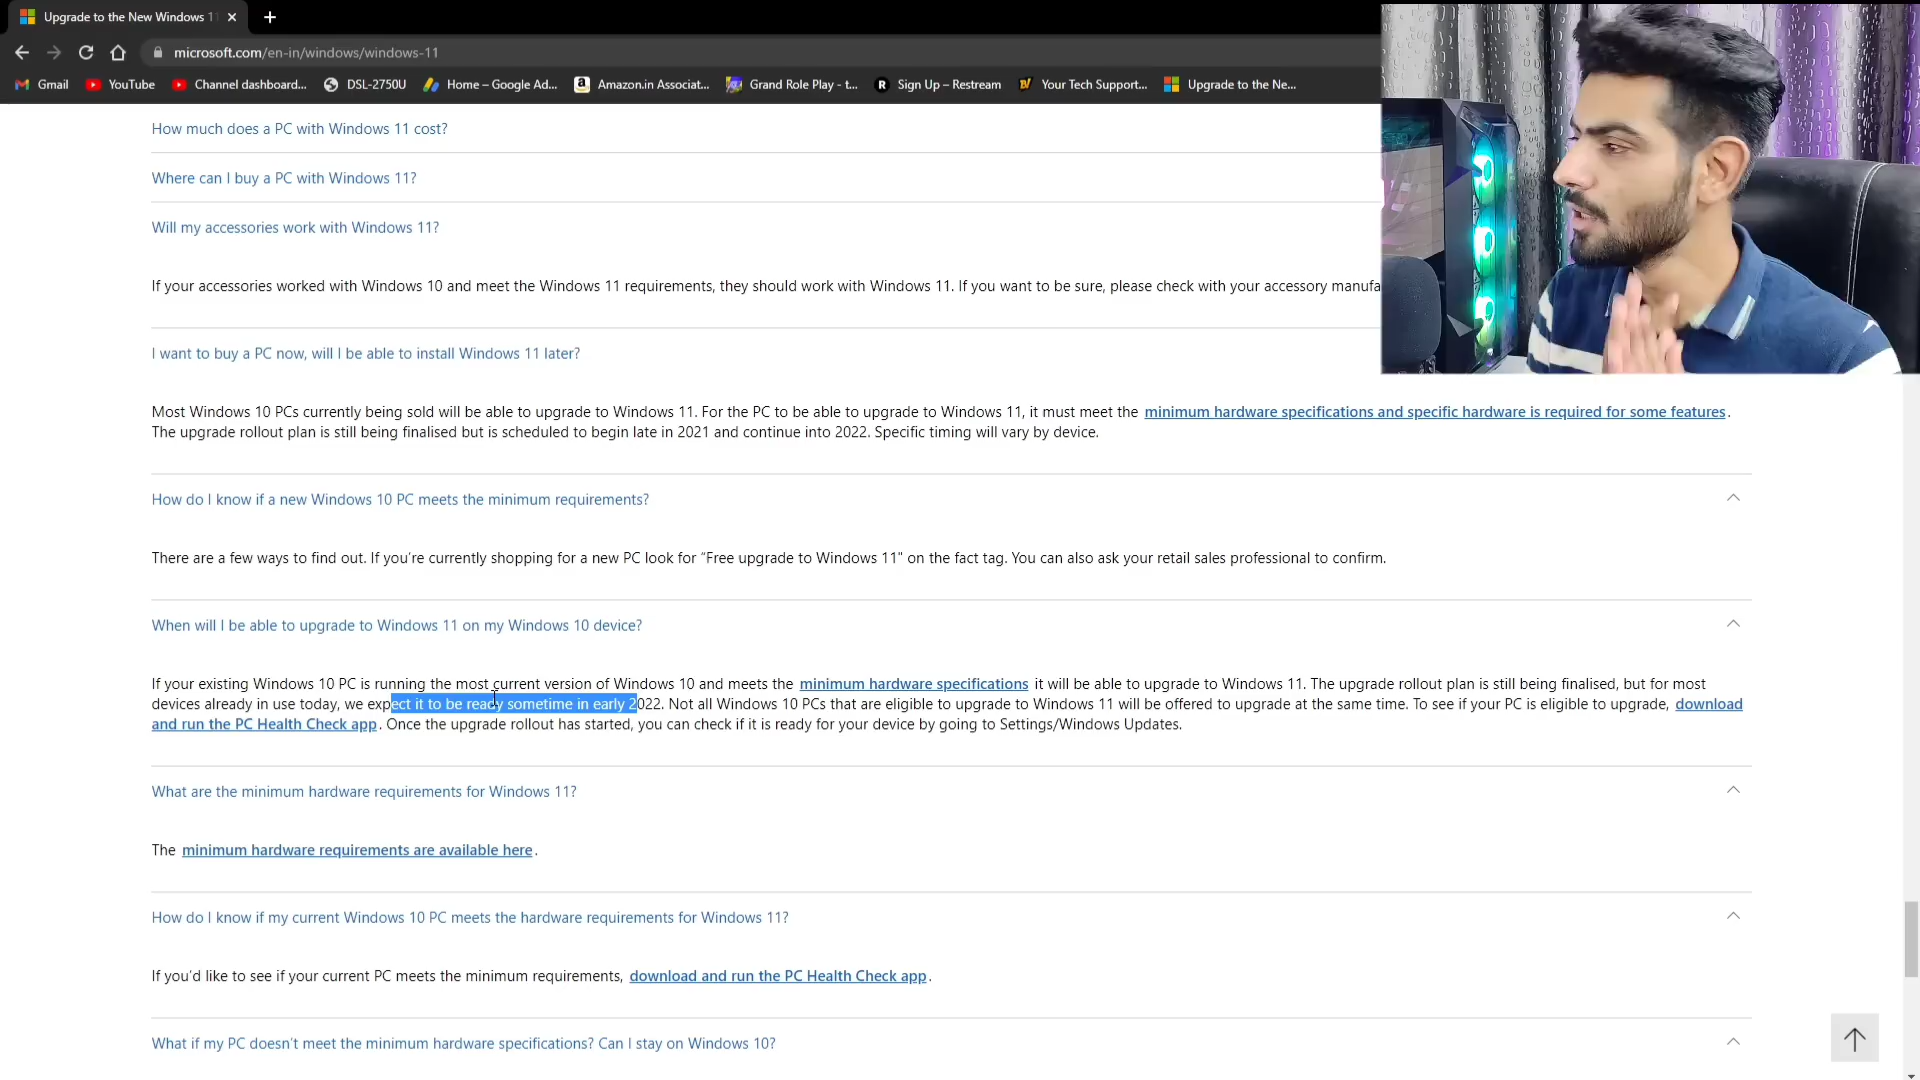 Upgrade to the New Windows 11
microsoft.com/en-in/windows/windows-11
Gmail YouTube Channel dashboard... DSL-2750U Home – Google Ad... Amazon.in Associat... Grand Role Play - t... Sign Up – Restream Your Tech Support... Upgrade to the Ne...
How much does a PC with Windows 11 cost?
Where can I buy a PC with Windows 11?
Will my accessories work with Windows 11?
If your accessories worked with Windows 10 and meet the Windows 11 requirements, they should work with Windows 11. If you want to be sure, please check with your accessory manufa
I want to buy a PC now, will I be able to install Windows 11 later?
Most Windows 10 PCs currently being sold will be able to upgrade to Windows 11. For the PC to be able to upgrade to Windows 11, it must meet the minimum hardware specifications and specific hardware is required for some features.
The upgrade rollout plan is still being finalised but is scheduled to begin late in 2021 and continue into 2022. Specific timing will vary by device.
How do I know if a new Windows 10 PC meets the minimum requirements?
There are a few ways to find out. If you’re currently shopping for a new PC look for “Free upgrade to Windows 11” on the fact tag. You can also ask your retail sales professional to confirm.
When will I be able to upgrade to Windows 11 on my Windows 10 device?
If your existing Windows 10 PC is running the most current version of Windows 10 and meets the minimum hardware specifications it will be able to upgrade to Windows 11. The upgrade rollout plan is still being finalised, but for most
devices already in use today, we expect it to be ready sometime in early 2022. Not all Windows 10 PCs that are eligible to upgrade to Windows 11 will be offered to upgrade at the same time. To see if your PC is eligible to upgrade, download
and run the PC Health Check app. Once the upgrade rollout has started, you can check if it is ready for your device by going to Settings/Windows Updates.
What are the minimum hardware requirements for Windows 11?
The minimum hardware requirements are available here.
How do I know if my current Windows 10 PC meets the hardware requirements for Windows 11?
If you’d like to see if your current PC meets the minimum requirements, download and run the PC Health Check app.
What if my PC doesn’t meet the minimum hardware specifications? Can I stay on Windows 10?